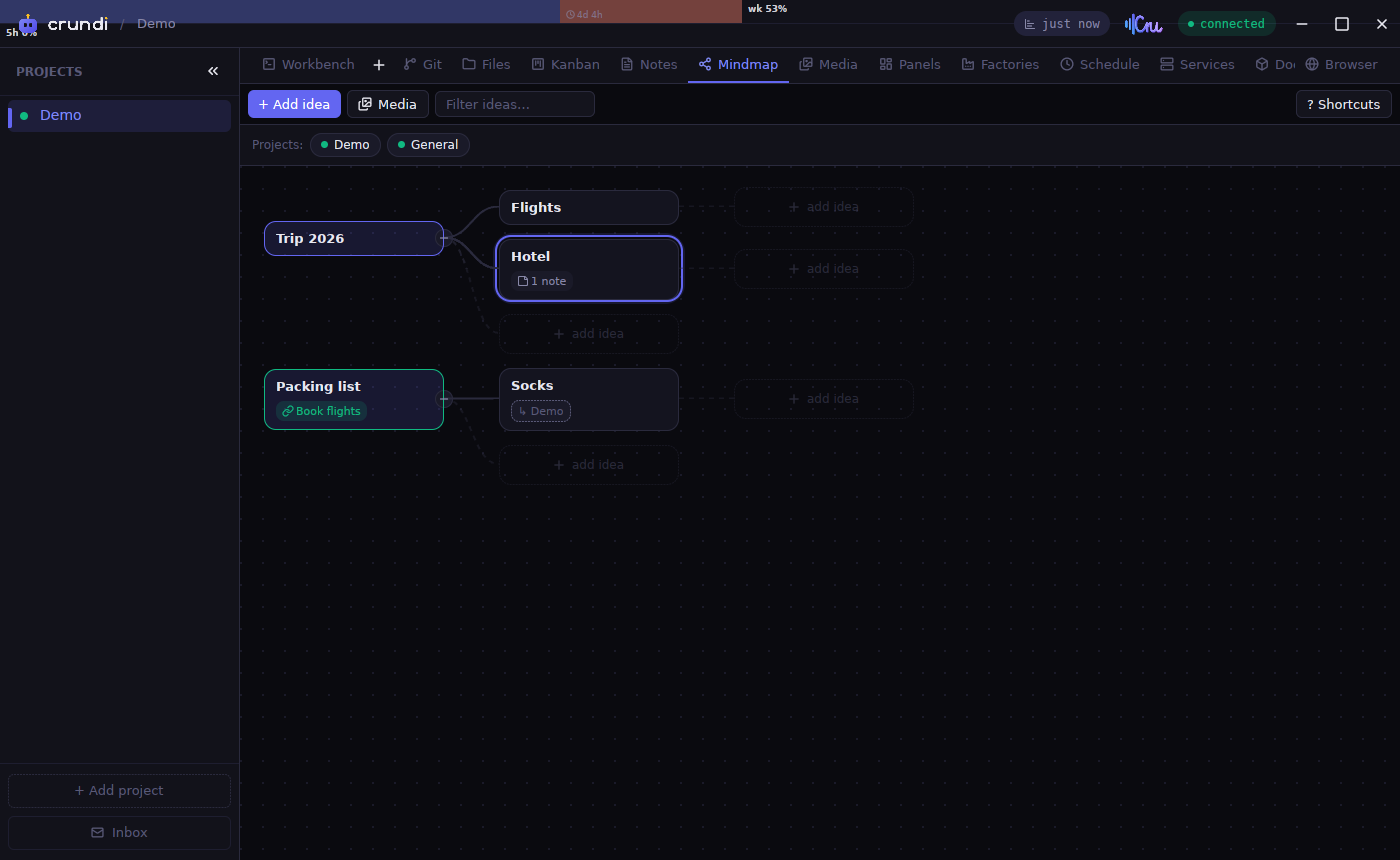 4d 4h
wk 53%
crundi / Demo
just now
Cru
connected
PROJECTS
Demo
+ Add project
Inbox
Workbench
+
Git
Files
Kanban
Notes
Mindmap
Media
Panels
Factories
Schedule
Services
Browser
+ Add idea
Media
Filter ideas...
? Shortcuts
Projects:
Demo
General
Trip 2026
Flights
+ add idea
Hotel
1 note
+ add idea
+ add idea
Packing list
Book flights
Socks
↳ Demo
+ add idea
+ add idea